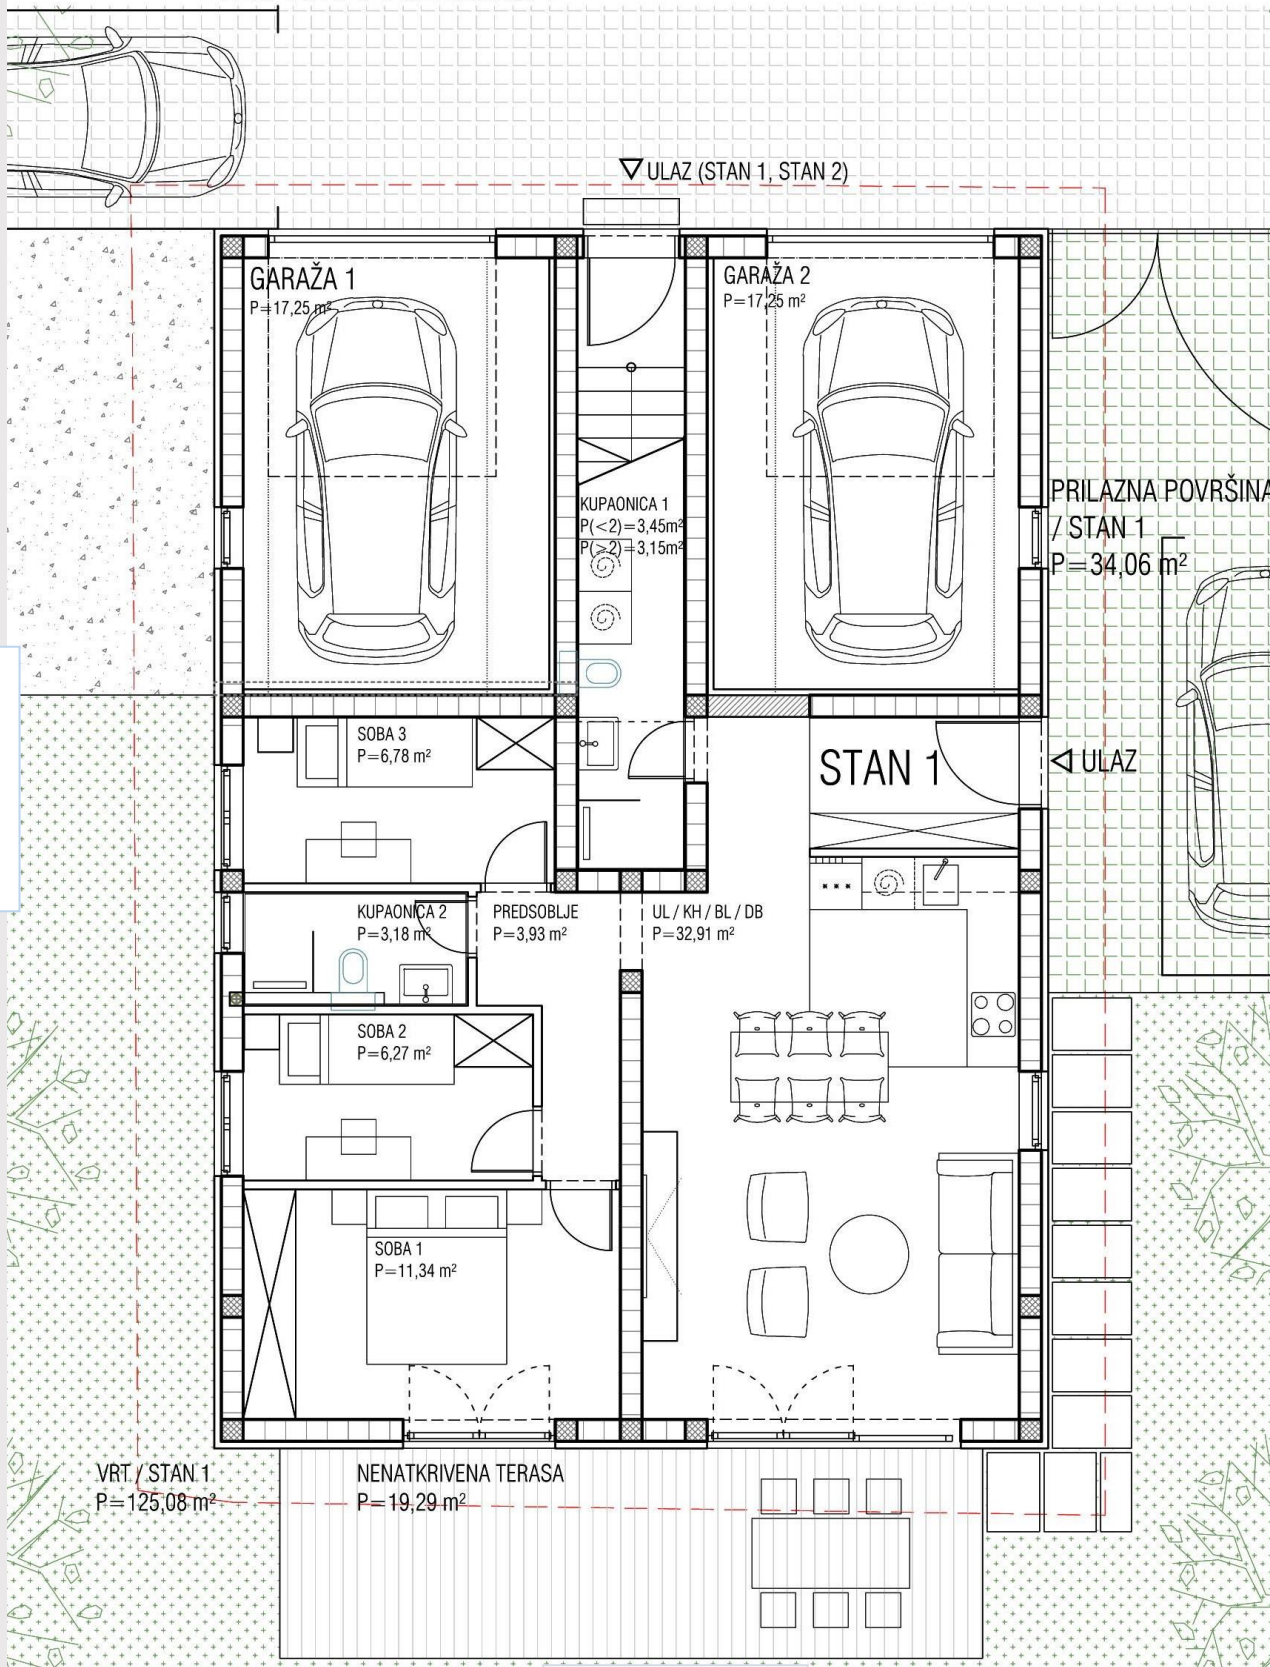 ULAZ (STAN 1, STAN 2)
GARAŽA 1
P=17,25 m²
GARAŽA 2
P=17,25 m²
KUPAONICA 1
P(<2)=3,45m²
P(>2)=3,15m²
PRILAZNA POVRŠINA
/ STAN 1
P=34,06 m²
SOBA 3
P=6,78 m²
STAN 1
ULAZ
KUPAONICA 2
P=3,18 m²
PREDSOBLJE
P=3,93 m²
UL / KH / BL / DB
P=32,91 m²
SOBA 2
P=6,27 m²
SOBA 1
P=11,34 m²
VRT / STAN 1
P=125,08 m²
NENATKRIVENA TERASA
P=19,29 m²